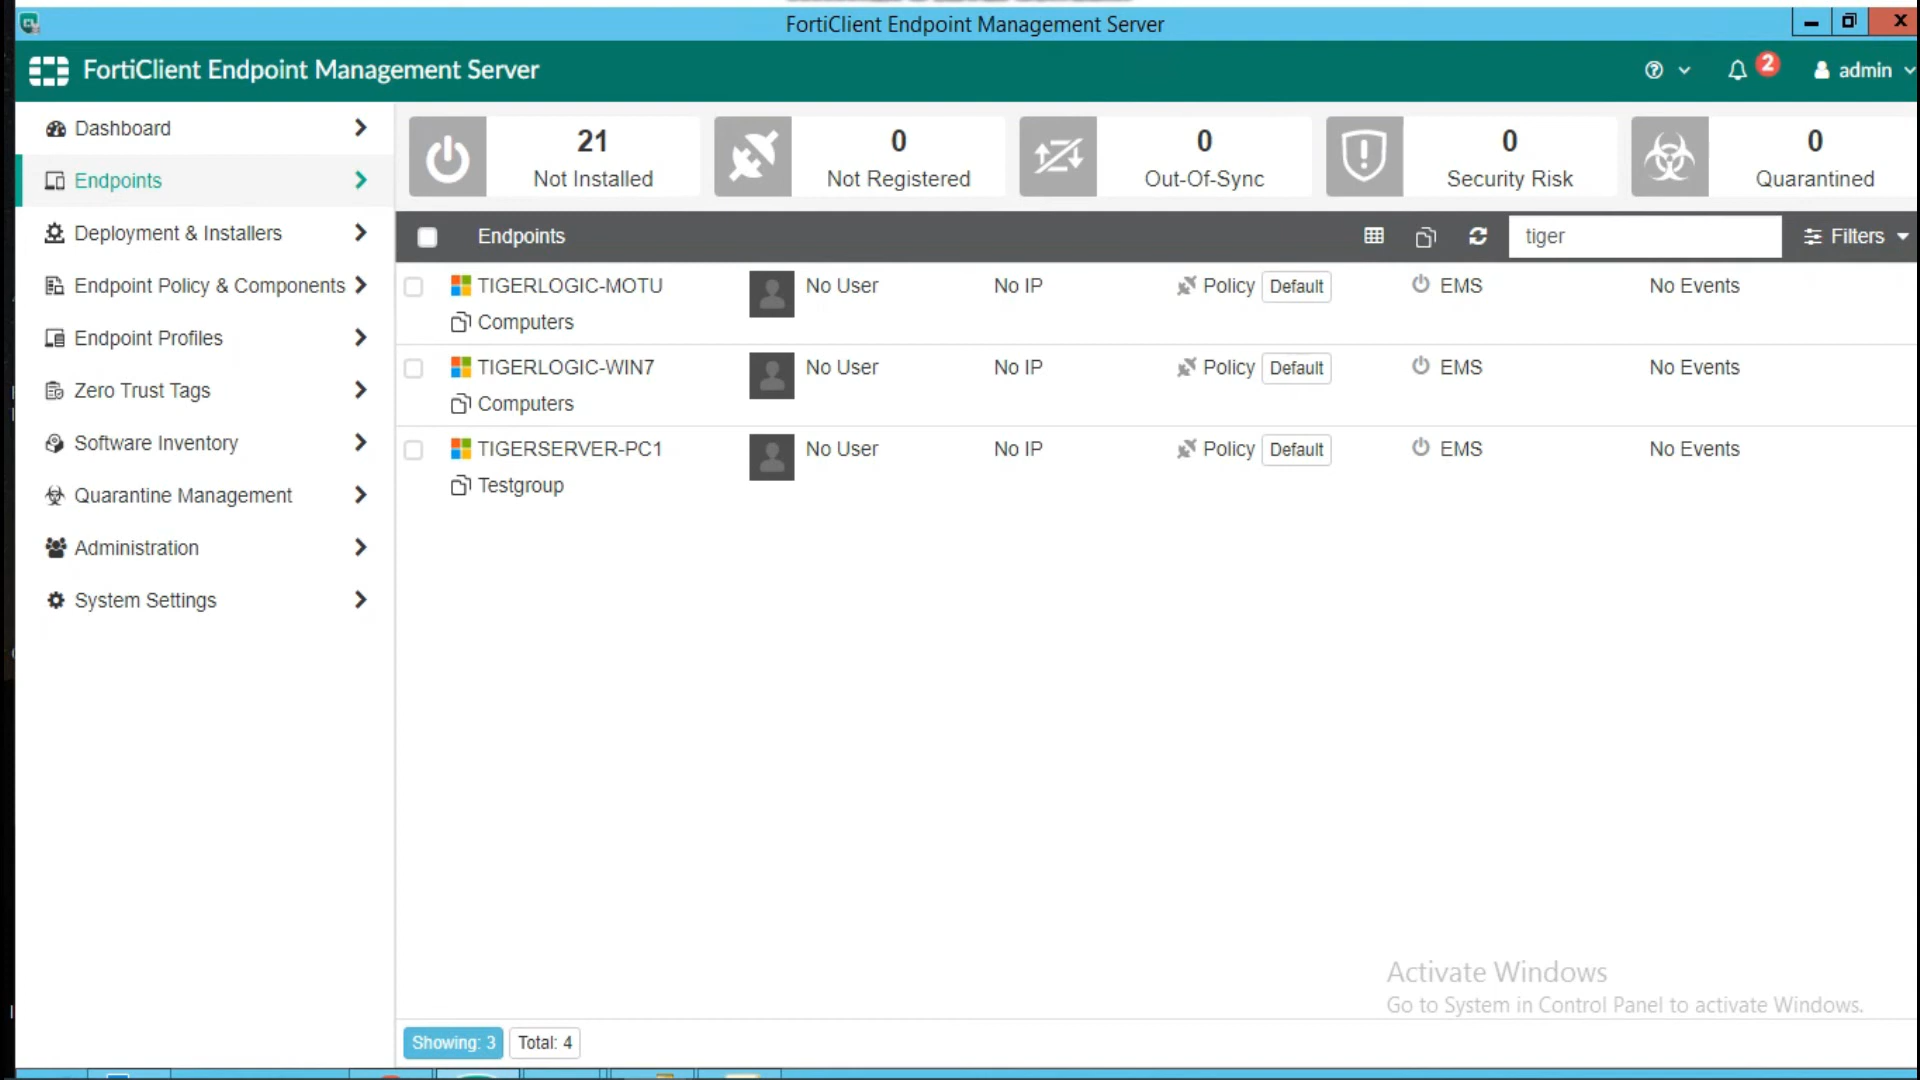 FortiClient Endpoint Management Server
FortiClient Endpoint Management Server
2
admin
Dashboard
Endpoints
Deployment & Installers
Endpoint Policy & Components
Endpoint Profiles
Zero Trust Tags
Software Inventory
Quarantine Management
Administration
System Settings
21
Not Installed
0
Not Registered
0
Out-Of-Sync
0
Security Risk
0
Quarantined
Endpoints
tiger
Filters
TIGERLOGIC-MOTU No User No IP Policy Default EMS No Events
Computers
TIGERLOGIC-WIN7 No User No IP Policy Default EMS No Events
Computers
TIGERSERVER-PC1 No User No IP Policy Default EMS No Events
Testgroup
Activate Windows
Go to System in Control Panel to activate Windows.
Showing: 3 Total: 4